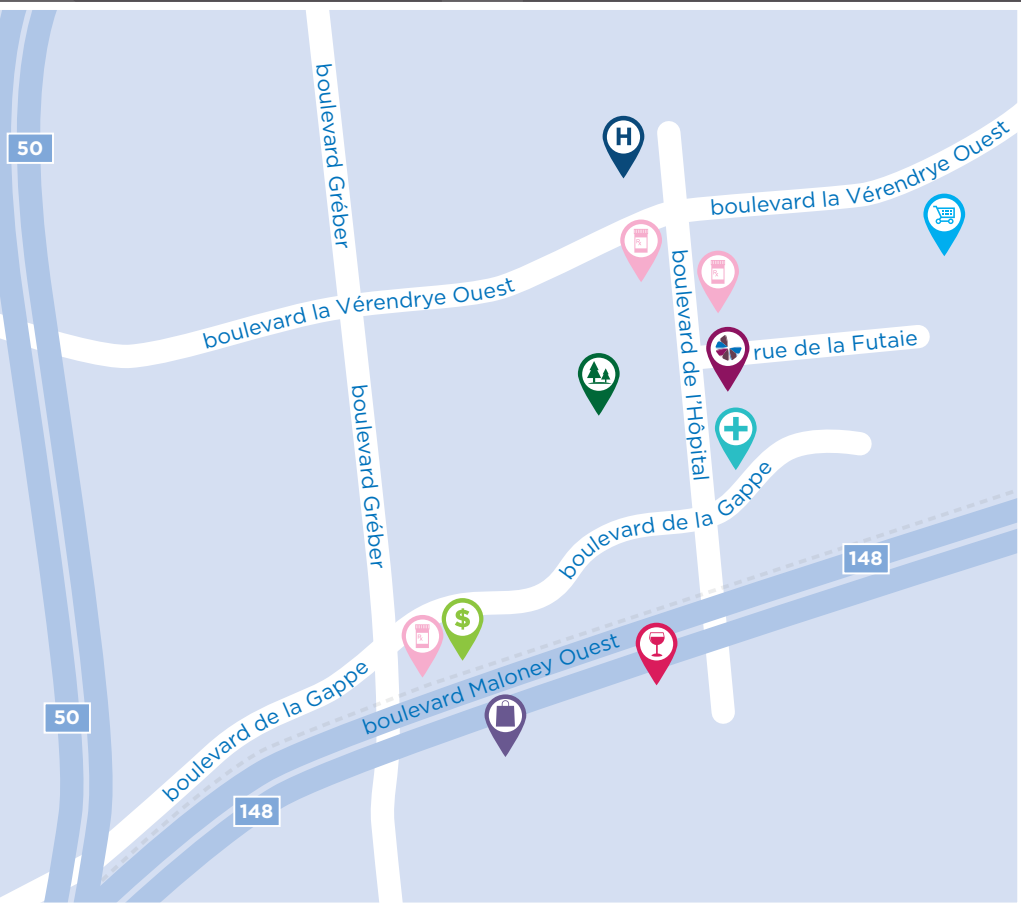 boulevard Gréber
50
H
boulevard la Vérendrye Ouest
boulevard la Vérendrye Ouest
boulevard de l'Hôpital
rue de la Futaie
boulevard Gréber
boulevard de la Gappe
148
$
boulevard Maloney Ouest
boulevard de la Gappe
50
148